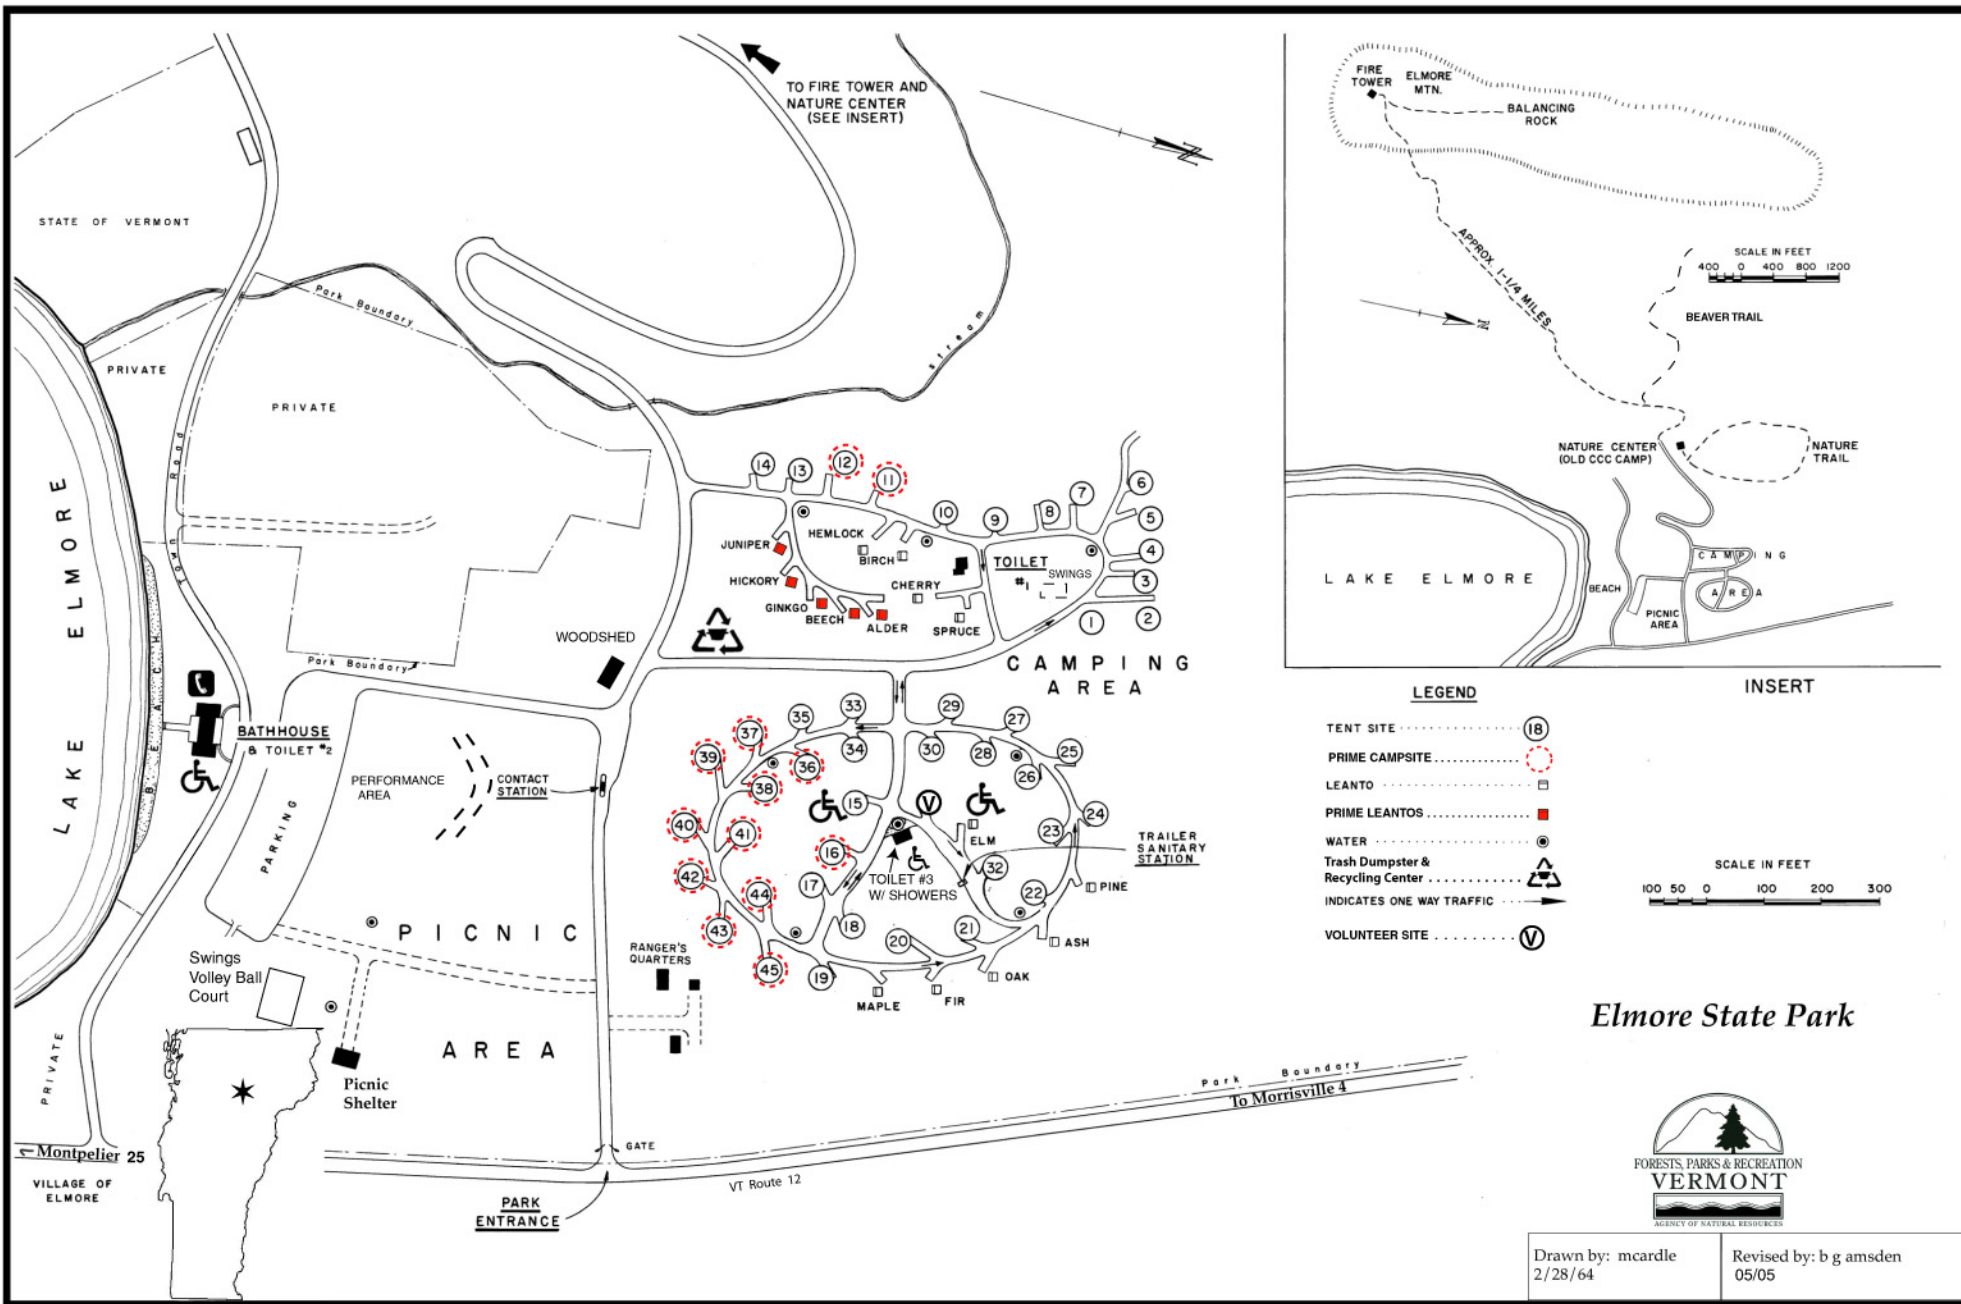 TO FIRE TOWER AND
NATURE CENTER
(SEE INSERT)
N
STATE OF VERMONT
Park Boundary
stream
PRIVATE
PRIVATE
Town Road
LAKE ELMORE
BEACH
14
13
12
11
10
9
8
7
6
5
4
3
2
1
JUNIPER
HEMLOCK
BIRCH
HICKORY
CHERRY
GINKGO
BEECH
ALDER
SPRUCE
TOILET
#1
SWINGS
WOODSHED
Park Boundary
CAMPING
AREA
BATHHOUSE
& TOILET #2
PERFORMANCE
AREA
CONTACT
STATION
PARKING
33
35
37
39
34
36
38
40
41
42
43
44
45
15
16
17
18
19
20
21
22
23
24
25
26
27
28
29
30
32
V
ELM
TRAILER
SANITARY
STATION
TOILET #3
W/ SHOWERS
PINE
ASH
OAK
FIR
MAPLE
RANGER'S
QUARTERS
PICNIC
AREA
Swings
Volley Ball
Court
Picnic
Shelter
PRIVATE
Montpelier 25
VILLAGE OF
ELMORE
GATE
PARK
ENTRANCE
VT Route 12
Park Boundary
To Morrisville 4
FIRE
TOWER
ELMORE
MTN.
BALANCING
ROCK
APPROX. 1-1/4 MILES
SCALE IN FEET
400 0 400 800 1200
BEAVER TRAIL
N
NATURE CENTER
(OLD CCC CAMP)
NATURE
TRAIL
LAKE ELMORE
BEACH
PICNIC
AREA
CAMPING
AREA
INSERT
LEGEND
TENT SITE 18
PRIME CAMPSITE
LEANTO
PRIME LEANTOS
WATER
Trash Dumpster &
Recycling Center
INDICATES ONE WAY TRAFFIC
VOLUNTEER SITE V
SCALE IN FEET
100 50 0 100 200 300
Elmore State Park
FORESTS, PARKS & RECREATION
VERMONT
AGENCY OF NATURAL RESOURCES
Drawn by: mcardle
2/28/64
Revised by: b g amsden
05/05